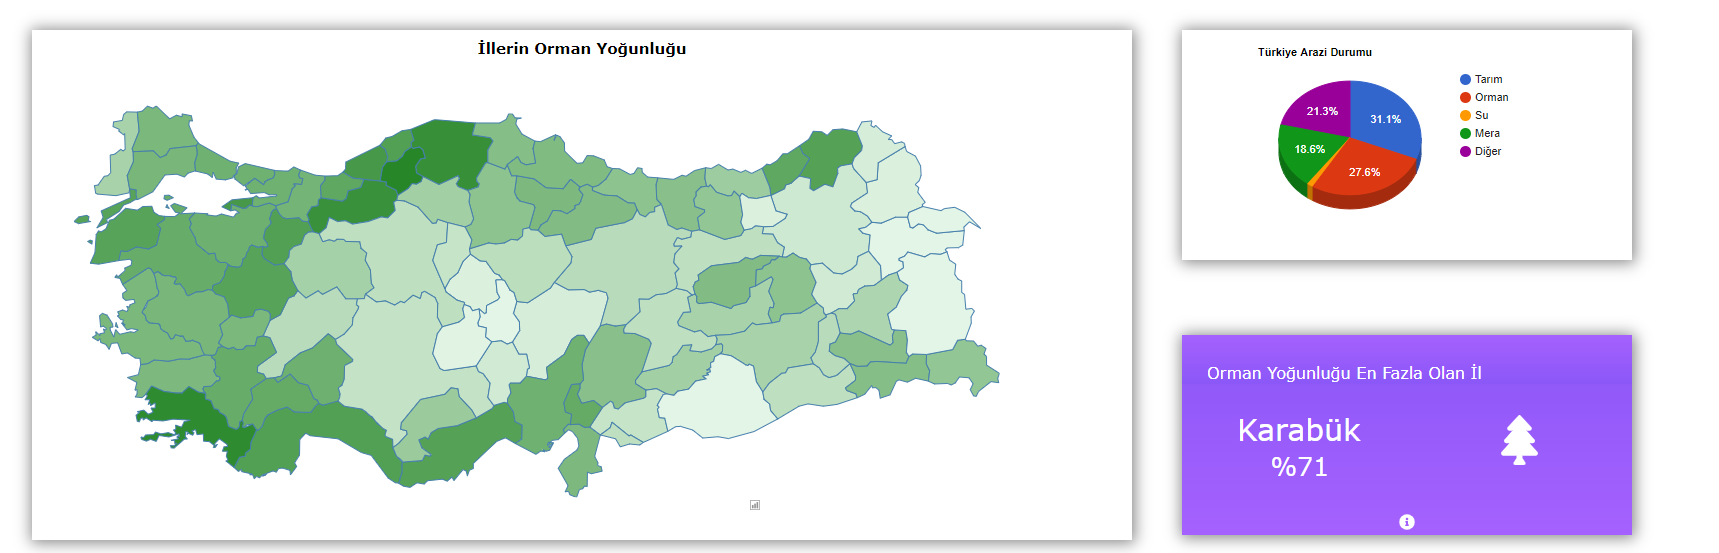 İllerin Orman Yoğunluğu
Türkiye Arazi Durumu
Tarım
Orman
Su
Mera
Diğer
31.1%
27.6%
18.6%
21.3%
Orman Yoğunluğu En Fazla Olan İl
Karabük
%71